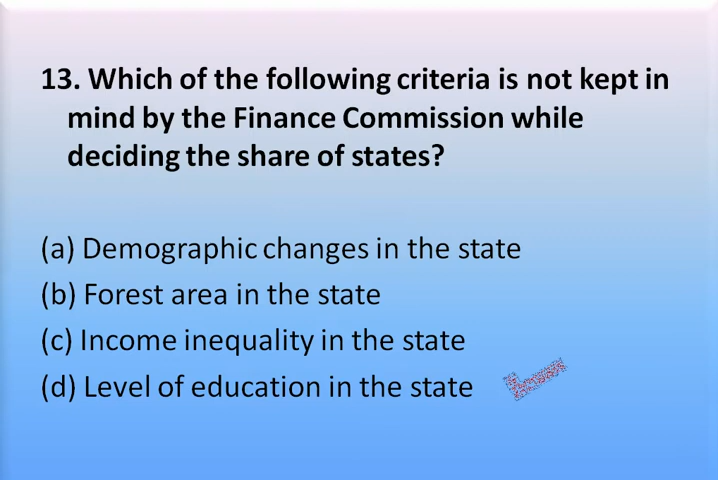 13. Which of the following criteria is not kept in
mind by the Finance Commission while
deciding the share of states?
(a) Demographic changes in the state
(b) Forest area in the state
(c) Income inequality in the state
(d) Level of education in the state